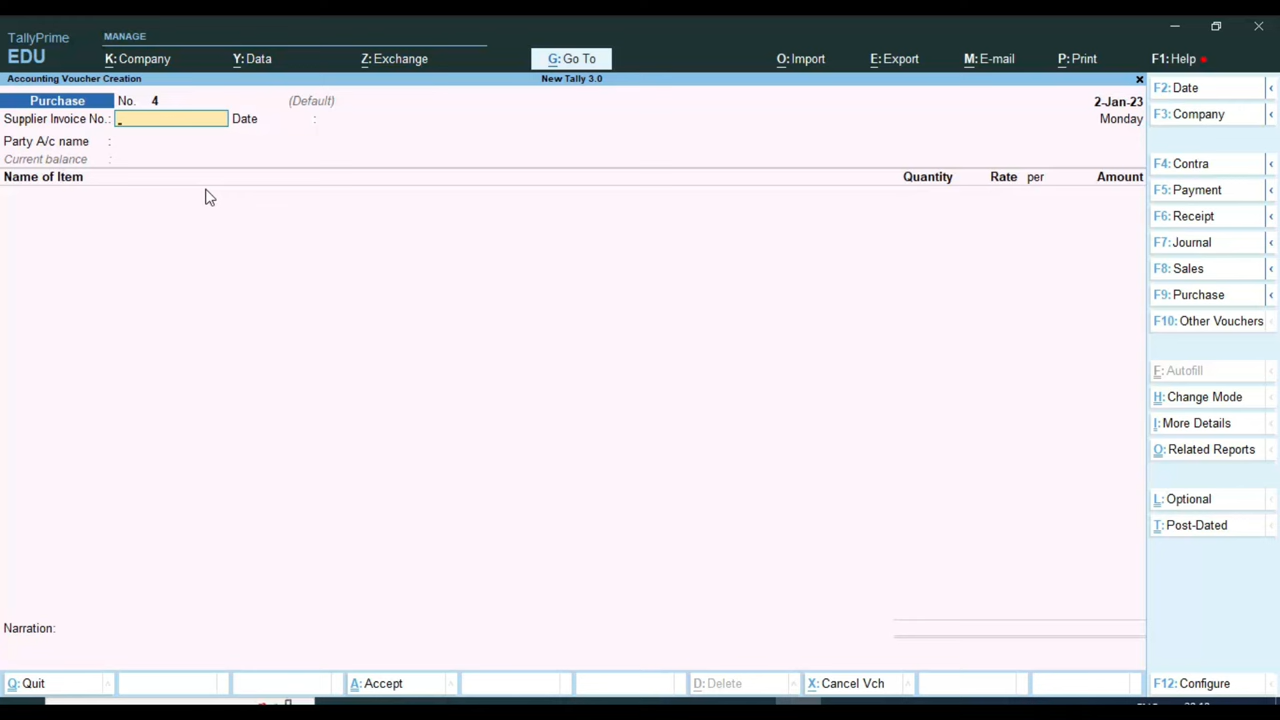 TallyPrime
EDU
MANAGE
K: Company
Y: Data
Z: Exchange
G: Go To
O: Import
E: Export
M: E-mail
P: Print
F1: Help
Accounting Voucher Creation
New Tally 3.0
Purchase No. 4 (Default) 2-Jan-23
Supplier Invoice No.: Date : Monday
Party A/c name :
Current balance :
Name of Item Quantity Rate per Amount
F2: Date
F3: Company
F4: Contra
F5: Payment
F6: Receipt
F7: Journal
F8: Sales
F9: Purchase
F10: Other Vouchers
F: Autofill
H: Change Mode
I: More Details
O: Related Reports
L: Optional
T: Post-Dated
Narration:
Q: Quit
A: Accept
D: Delete
X: Cancel Vch
F12: Configure